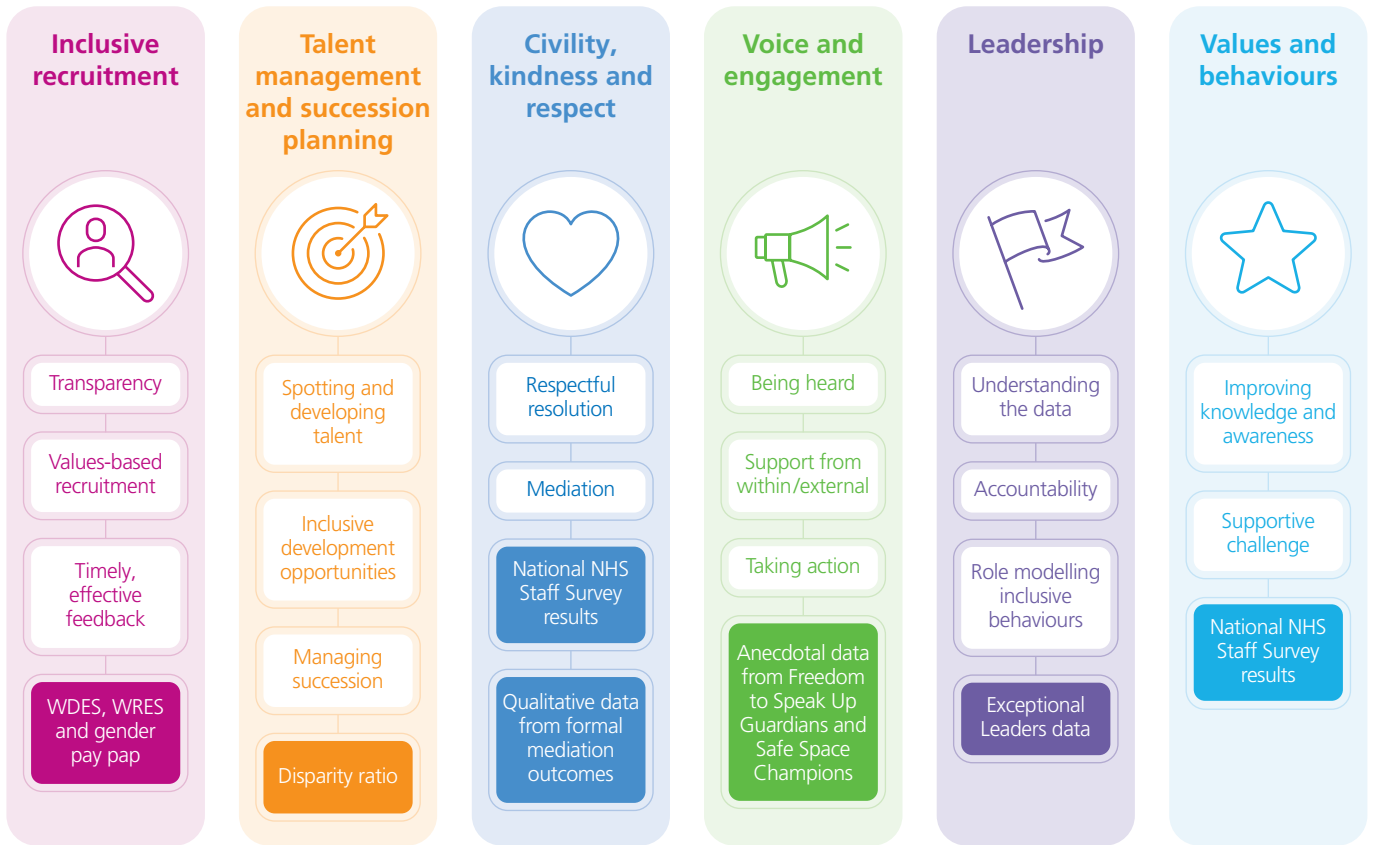 Inclusive
recruitment
Transparency
Values-based
recruitment
Timely,
effective
feedback
WDES, WRES
and gender
pay pap
Talent
management
and succession
planning
Spotting and
developing
talent
Inclusive
development
opportunities
Managing
succession
Disparity ratio
Civility,
kindness and
respect
Respectful
resolution
Mediation
National NHS
Staff Survey
results
Qualitative data
from formal
mediation
outcomes
Voice and
engagement
Being heard
Support from
within/external
Taking action
Anecdotal data
from Freedom
to Speak Up
Guardians and
Safe Space
Champions
Leadership
Understanding
the data
Accountability
Role modelling
inclusive
behaviours
Exceptional
Leaders data
Values and
behaviours
Improving
knowledge and
awareness
Supportive
challenge
National NHS
Staff Survey
results